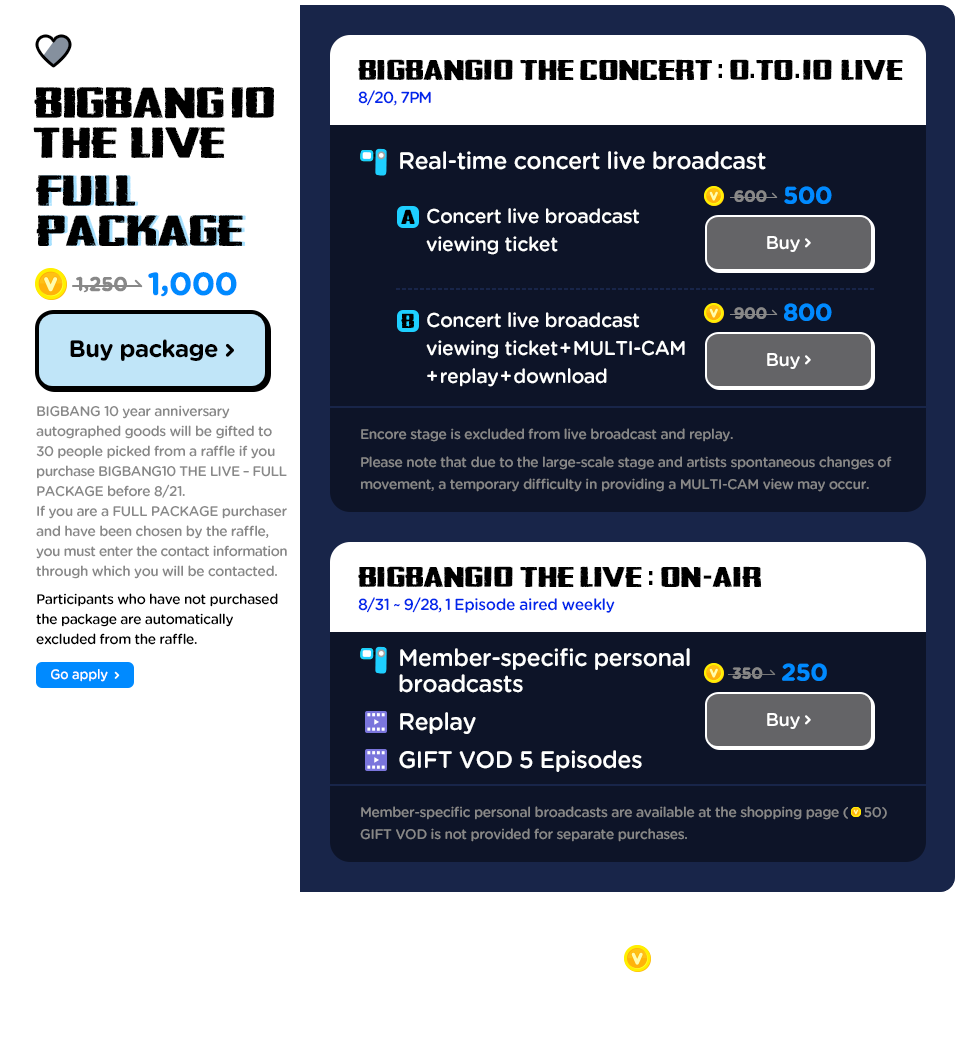 BIGBANG10
THE LIVE
FULL
PACKAGE
V 1,250 → 1,000
Buy package ›
BIGBANG 10 year anniversary
autographed goods will be gifted to
30 people picked from a raffle if you
purchase BIGBANG10 THE LIVE – FULL
PACKAGE before 8/21.
If you are a FULL PACKAGE purchaser
and have been chosen by the raffle,
you must enter the contact information
through which you will be contacted.
Participants who have not purchased
the package are automatically
excluded from the raffle.
Go apply ›
BIGBANG10 THE CONCERT : 0.TO.10 LIVE
8/20, 7PM
Real-time concert live broadcast
A Concert live broadcast
viewing ticket
V 600 → 500
Buy ›
B Concert live broadcast
viewing ticket+MULTI-CAM
+replay+download
V 900 → 800
Buy ›
Encore stage is excluded from live broadcast and replay.
Please note that due to the large-scale stage and artists spontaneous changes of
movement, a temporary difficulty in providing a MULTI-CAM view may occur.
BIGBANG10 THE LIVE : ON-AIR
8/31 ~ 9/28, 1 Episode aired weekly
Member-specific personal
broadcasts
Replay
GIFT VOD 5 Episodes
V 350 → 250
Buy ›
Member-specific personal broadcasts are available at the shopping page ( V 50)
GIFT VOD is not provided for separate purchases.
V